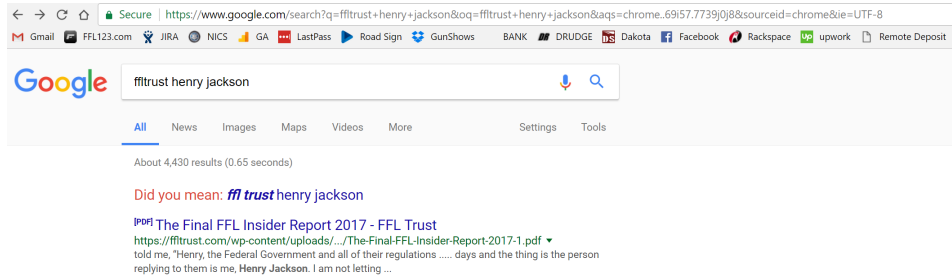 Secure https://www.google.com/search?q=ffltrust+henry+jackson&oq=ffltrust+henry+jackson&aqs=chrome..69i57.7739j0j8&sourceid=chrome&ie=UTF-8
Gmail FFL123.com JIRA NICS GA LastPass Road Sign GunShows BANK DRUDGE Dakota Facebook Rackspace Up upwork Remote Deposit
Google ffltrust henry jackson
All News Images Maps Videos More Settings Tools
About 4,430 results (0.65 seconds)
Did you mean: ffl trust henry jackson
[PDF] The Final FFL Insider Report 2017 - FFL Trust
https://ffltrust.com/wp-content/uploads/.../The-Final-FFL-Insider-Report-2017-1.pdf
told me, "Henry, the Federal Government and all of their regulations ..... days and the thing is the person
replying to them is me, Henry Jackson. I am not letting ...